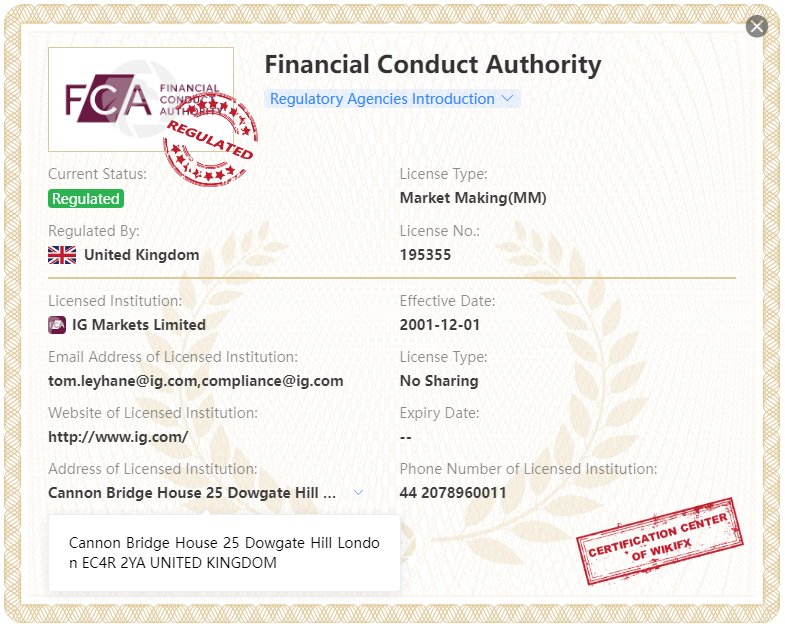 FCA
FINANCIAL
CONDUCT
AUTHORITY
REGULATED
Financial Conduct Authority
Regulatory Agencies Introduction
Current Status:
Regulated
License Type:
Market Making(MM)
Regulated By:
United Kingdom
License No.:
195355
Licensed Institution:
IG Markets Limited
Effective Date:
2001-12-01
Email Address of Licensed Institution:
tom.leyhane@ig.com,compliance@ig.com
License Type:
No Sharing
Website of Licensed Institution:
http://www.ig.com/
Expiry Date:
--
Address of Licensed Institution:
Cannon Bridge House 25 Dowgate Hill ...
Phone Number of Licensed Institution:
44 2078960011
Cannon Bridge House 25 Dowgate Hill Londo
n EC4R 2YA UNITED KINGDOM
CERTIFICATION CENTER
OF WIKIFX